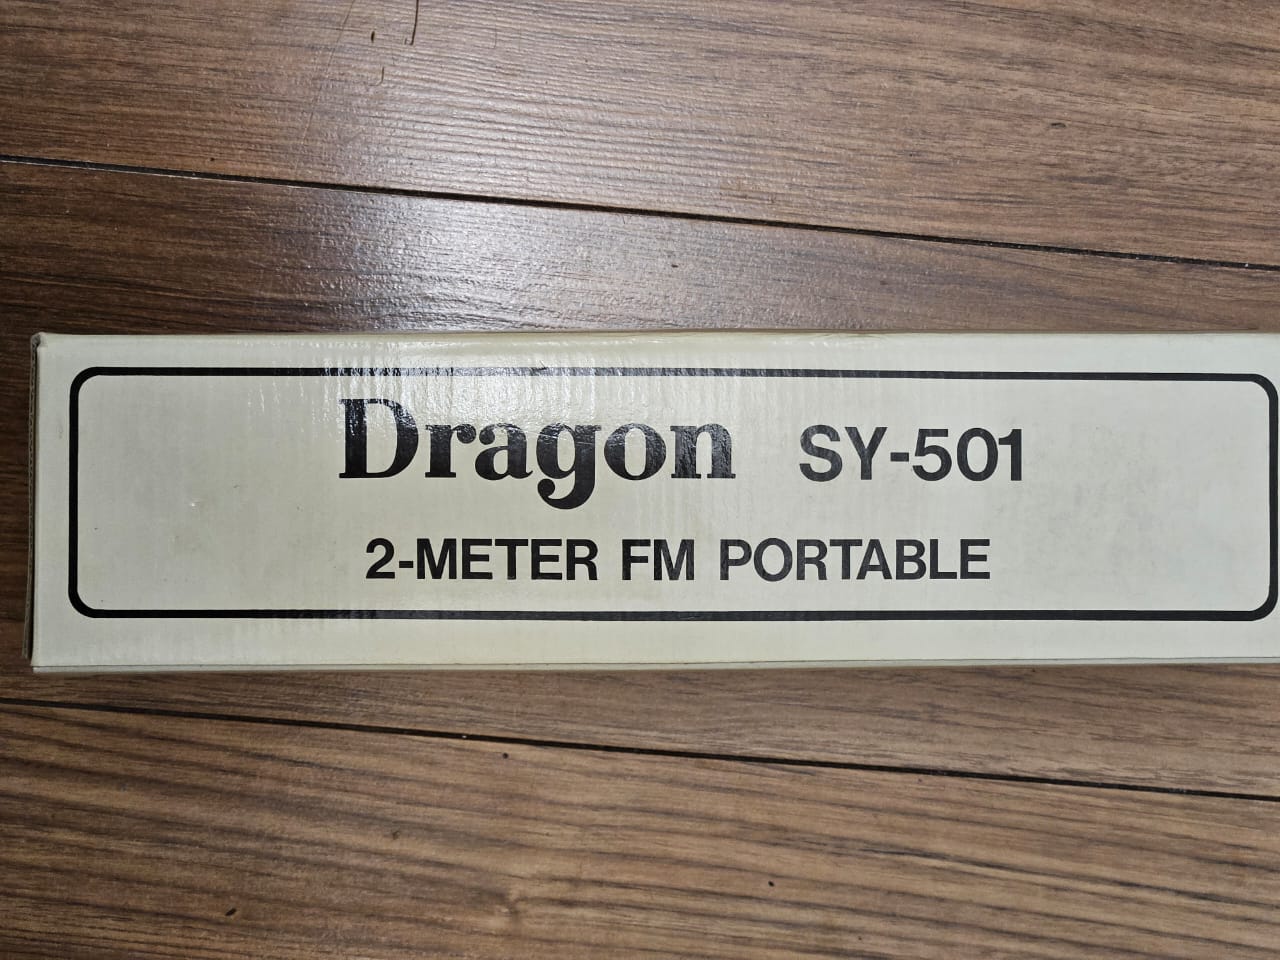 Dragon SY-501
2-METER FM PORTABLE